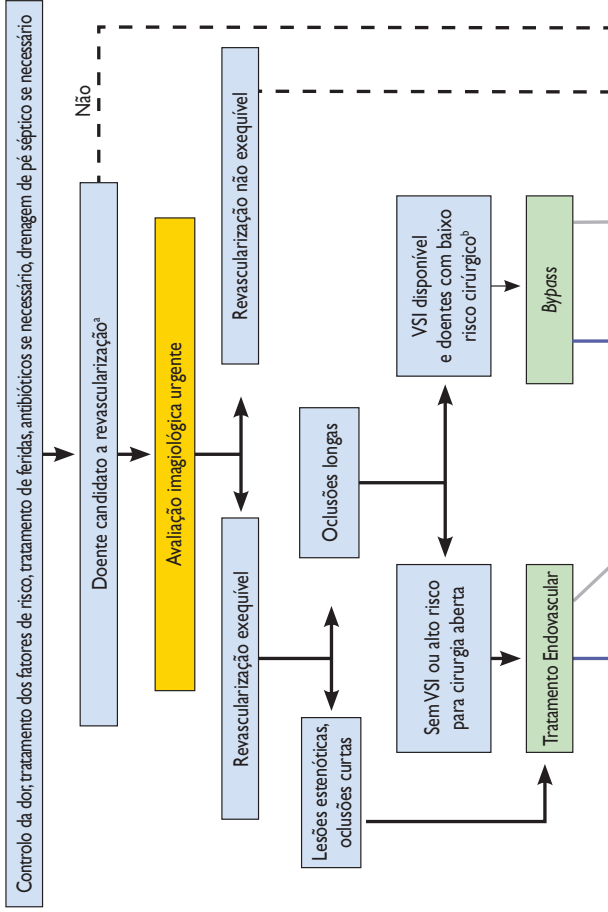 Controlo da dor, tratamento dos fatores de risco, tratamento de feridas, antibióticos se necessário, drenagem de pé séptico se necessário
Não
Doente candidato a revascularizaçãoª
Avaliação imagiológica urgente
Revascularização exequível
Revascularização não exequível
Lesões estenóticas,
oclusões curtas
Oclusões longas
Sem VSI ou alto risco
para cirurgia aberta
VSI disponível
e doentes com baixo
risco cirúrgicoᵇ
Tratamento Endovascular
Bypass